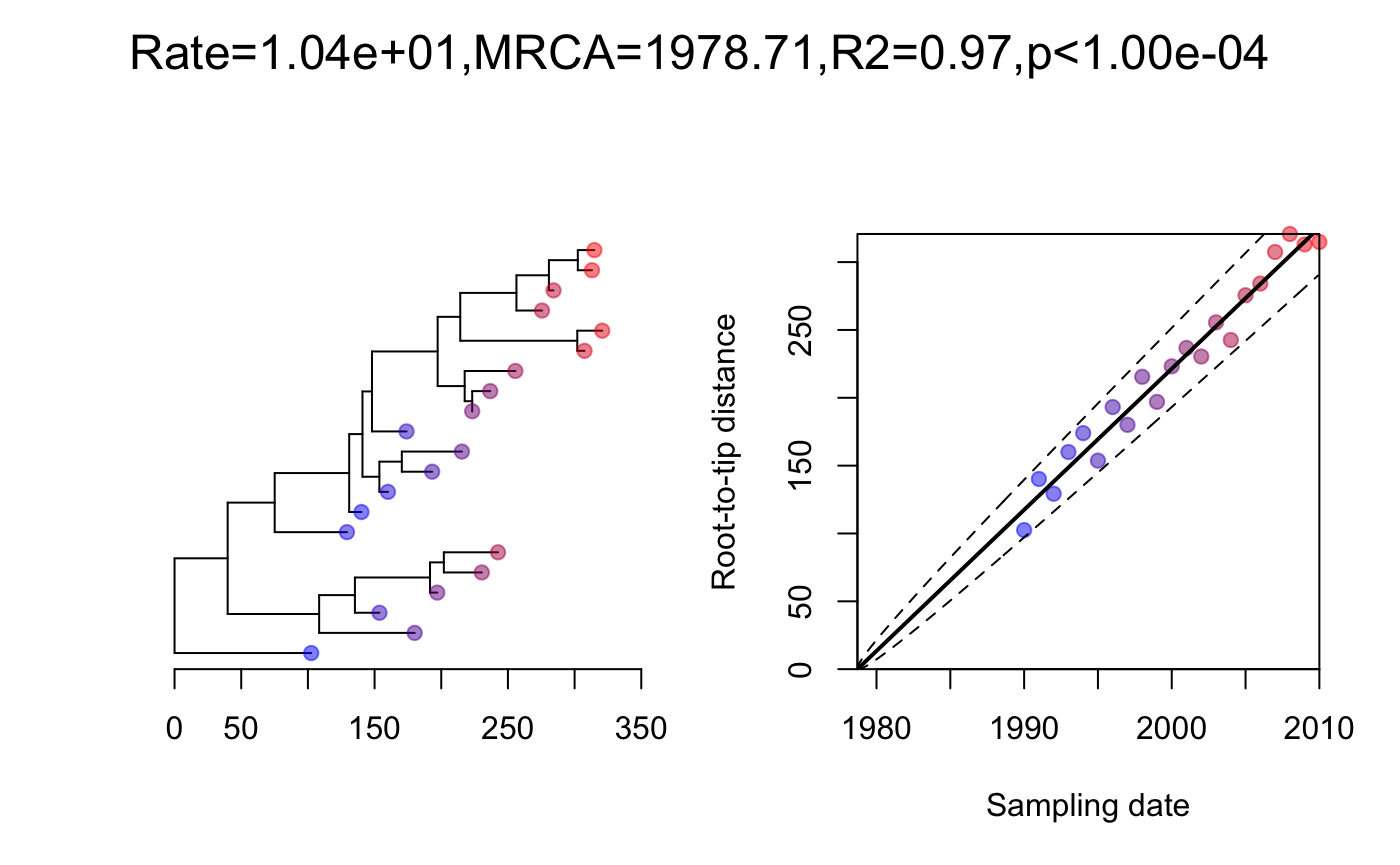 Rate=1.04e+01,MRCA=1978.71,R2=0.97,p<1.00e-04
0 50 150 250 350
Root-to-tip distance
0 50 150 250
1980 1990 2000 2010
Sampling date